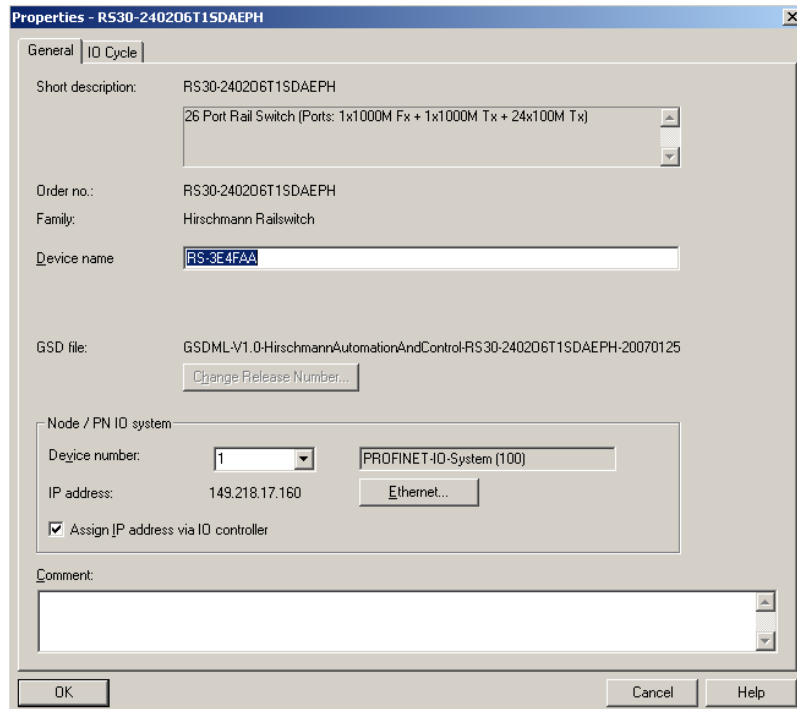 Properties - RS30-2402O6T1SDAEPH
General IO Cycle
Short description: RS30-2402O6T1SDAEPH
26 Port Rail Switch (Ports: 1x1000M Fx + 1x1000M Tx + 24x100M Tx)
Order no.: RS30-2402O6T1SDAEPH
Family: Hirschmann Railswitch
Device name RS-3E4FAA
GSD file: GSDML-V1.0-HirschmannAutomationAndControl-RS30-2402O6T1SDAEPH-20070125
Change Release Number...
Node / PN IO system
Device number: 1 PROFINET-IO-System (100)
IP address: 149.218.17.160 Ethernet...
Assign IP address via IO controller
Comment:
OK Cancel Help